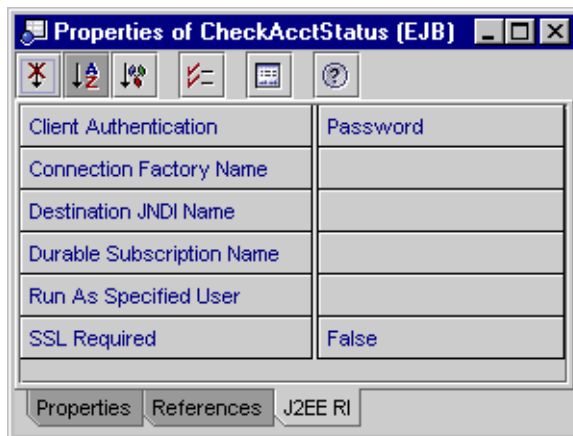 Properties of CheckAcctStatus (EJB)
Client Authentication Password
Connection Factory Name
Destination JNDI Name
Durable Subscription Name
Run As Specified User
SSL Required False
Properties References J2EE RI